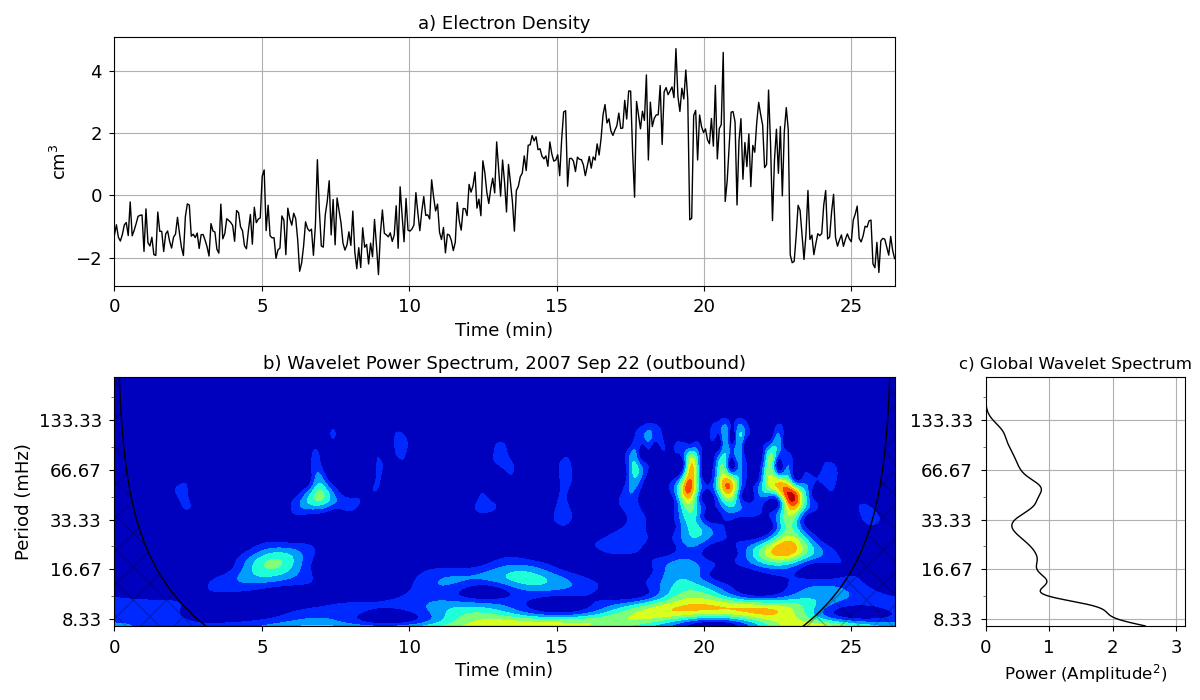 a) Electron Density
cm³
4
2
0
−2
0 5 10 15 20 25
Time (min)
b) Wavelet Power Spectrum, 2007 Sep 22 (outbound)
Period (mHz)
133.33
66.67
33.33
16.67
8.33
0 5 10 15 20 25
Time (min)
c) Global Wavelet Spectrum
133.33
66.67
33.33
16.67
8.33
0 1 2 3
Power (Amplitude²)